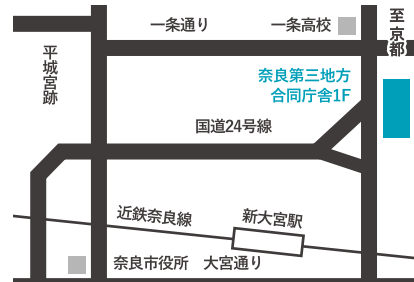 至京都
一条通り
一条高校
平城宮跡
奈良第三地方
合同庁舎1F
国道24号線
近鉄奈良線
新大宮駅
奈良市役所
大宮通り